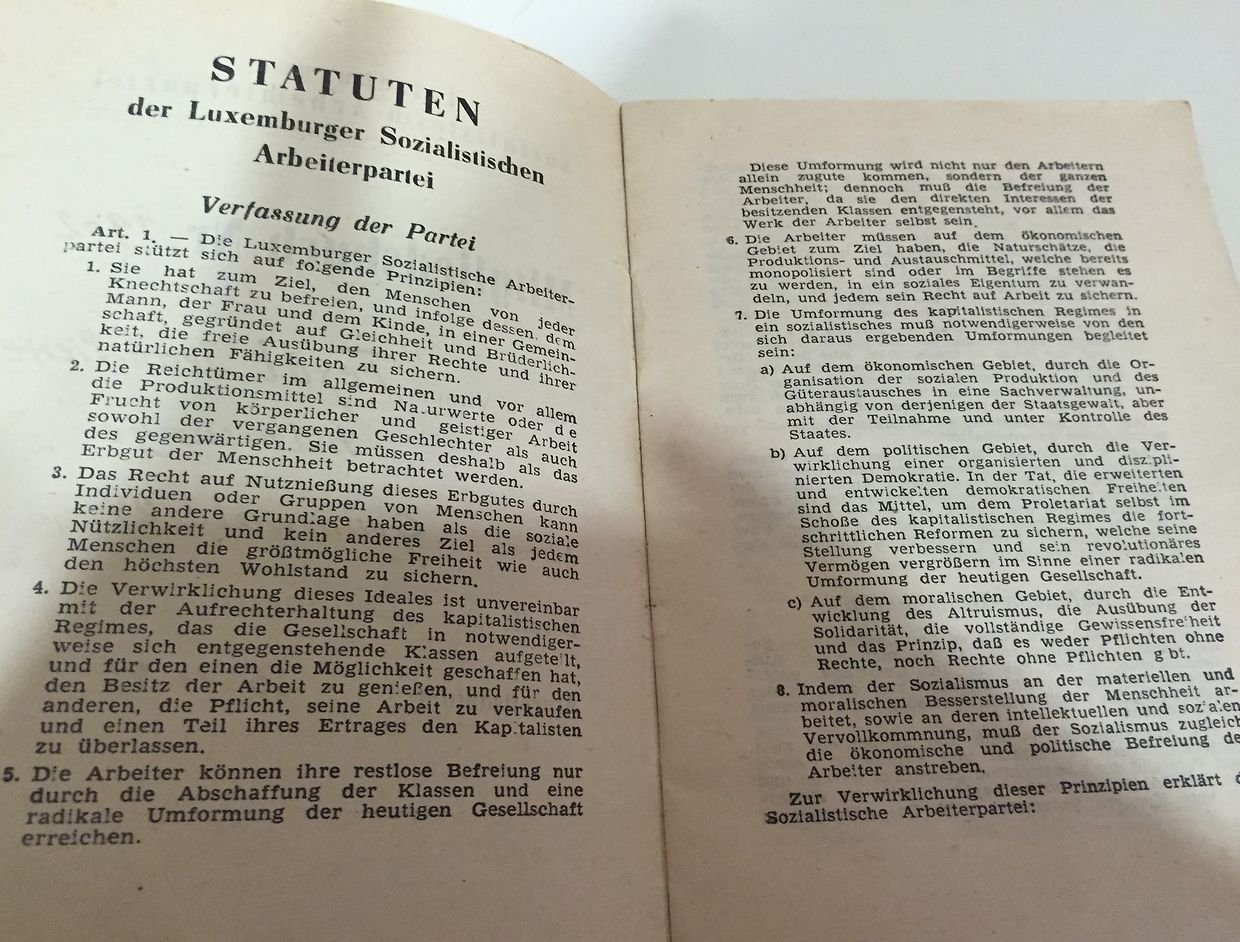 STATUTEN
der Luxemburger Sozialistischen
Arbeiterpartei
Verfassung der Partei
Art. 1. — Die Luxemburger Sozialistische Arbeiter-
partei stützt sich auf folgende Prinzipien:
1. Sie hat zum Ziel, den Menschen von jeder
Knechtschaft zu befreien, und infolge dessen dem
Mann, der Frau und dem Kinde, in einer Gemein-
schaft, gegründet auf Gleichheit und Brüderlich-
keit, die freie Ausübung ihrer Rechte und ihrer
natürlichen Fähigkeiten zu sichern.
2. Die Reichtümer im allgemeinen und vor allem
die Produktionsmittel sind Naturwerte oder die
Frucht von körperlicher und geistiger Arbeit
sowohl der vergangenen Geschlechter als auch
des gegenwärtigen. Sie müssen deshalb als das
Erbgut der Menschheit betrachtet werden.
3. Das Recht auf Nutznießung dieses Erbgutes durch
Individuen oder Gruppen von Menschen kann
keine andere Grundlage haben als die soziale
Nützlichkeit und kein anderes Ziel als jedem
Menschen die größtmögliche Freiheit wie auch
den höchsten Wohlstand zu sichern.
4. Die Verwirklichung dieses Ideales ist unvereinbar
mit der Aufrechterhaltung des kapitalistischen
Regimes, das die Gesellschaft in notwendiger-
weise sich entgegenstehende Klassen aufgeteilt,
und für den einen die Möglichkeit geschaffen hat,
den Besitz der Arbeit zu genießen, und für den
anderen, die Pflicht, seine Arbeit zu verkaufen
und einen Teil ihres Ertrages den Kapitalisten
zu überlassen.
5. Die Arbeiter können ihre restlose Befreiung nur
durch die Abschaffung der Klassen und eine
radikale Umformung der heutigen Gesellschaft
erreichen.
Diese Umformung wird nicht nur den Arbeitern
allein zugute kommen, sondern der ganzen
Menschheit; dennoch muß die Befreiung der
Arbeiter, da sie den direkten Interessen der
besitzenden Klassen entgegensteht, vor allem das
Werk der Arbeiter selbst sein.
6. Die Arbeiter müssen auf dem ökonomischen
Gebiet zum Ziel haben, die Naturschätze, die
Produktions- und Austauschmittel, welche bereits
monopolisiert sind oder im Begriffe stehen es
zu werden, in ein soziales Eigentum zu verwan-
deln, und jedem sein Recht auf Arbeit zu sichern.
7. Die Umformung des kapitalistischen Regimes in
ein sozialistisches muß notwendigerweise von den
sich daraus ergebenden Umformungen begleitet
sein:
a) Auf dem ökonomischen Gebiet, durch die Or-
ganisation der sozialen Produktion und des
Güteraustausches in eine Sachverwaltung, un-
abhängig von derjenigen der Staatsgewalt, aber
mit der Teilnahme und unter Kontrolle des
Staates.
b) Auf dem politischen Gebiet, durch die Ver-
wirklichung einer organisierten und diszipli-
nierten Demokratie. In der Tat, die erweiterten
und entwickelten demokratischen Freiheiten
sind das Mittel, um dem Proletariat selbst im
Schoße des kapitalistischen Regimes die fort-
schrittlichen Reformen zu sichern, welche seine
Stellung verbessern und sein revolutionäres
Vermögen vergrößern im Sinne einer radikalen
Umformung der heutigen Gesellschaft.
c) Auf dem moralischen Gebiet, durch die Ent-
wicklung des Altruismus, die Ausübung der
Solidarität, die vollständige Gewissensfreiheit
und das Prinzip, daß es weder Pflichten ohne
Rechte, noch Rechte ohne Pflichten gibt.
8. Indem der Sozialismus an der materiellen und
moralischen Besserstellung der Menschheit ar-
beitet, sowie an deren intellektuellen und sozialen
Vervollkommnung, muß der Sozialismus zugleich
die ökonomische und politische Befreiung de
Arbeiter anstreben.
Zur Verwirklichung dieser Prinzipien erklärt d
Sozialistische Arbeiterpartei: